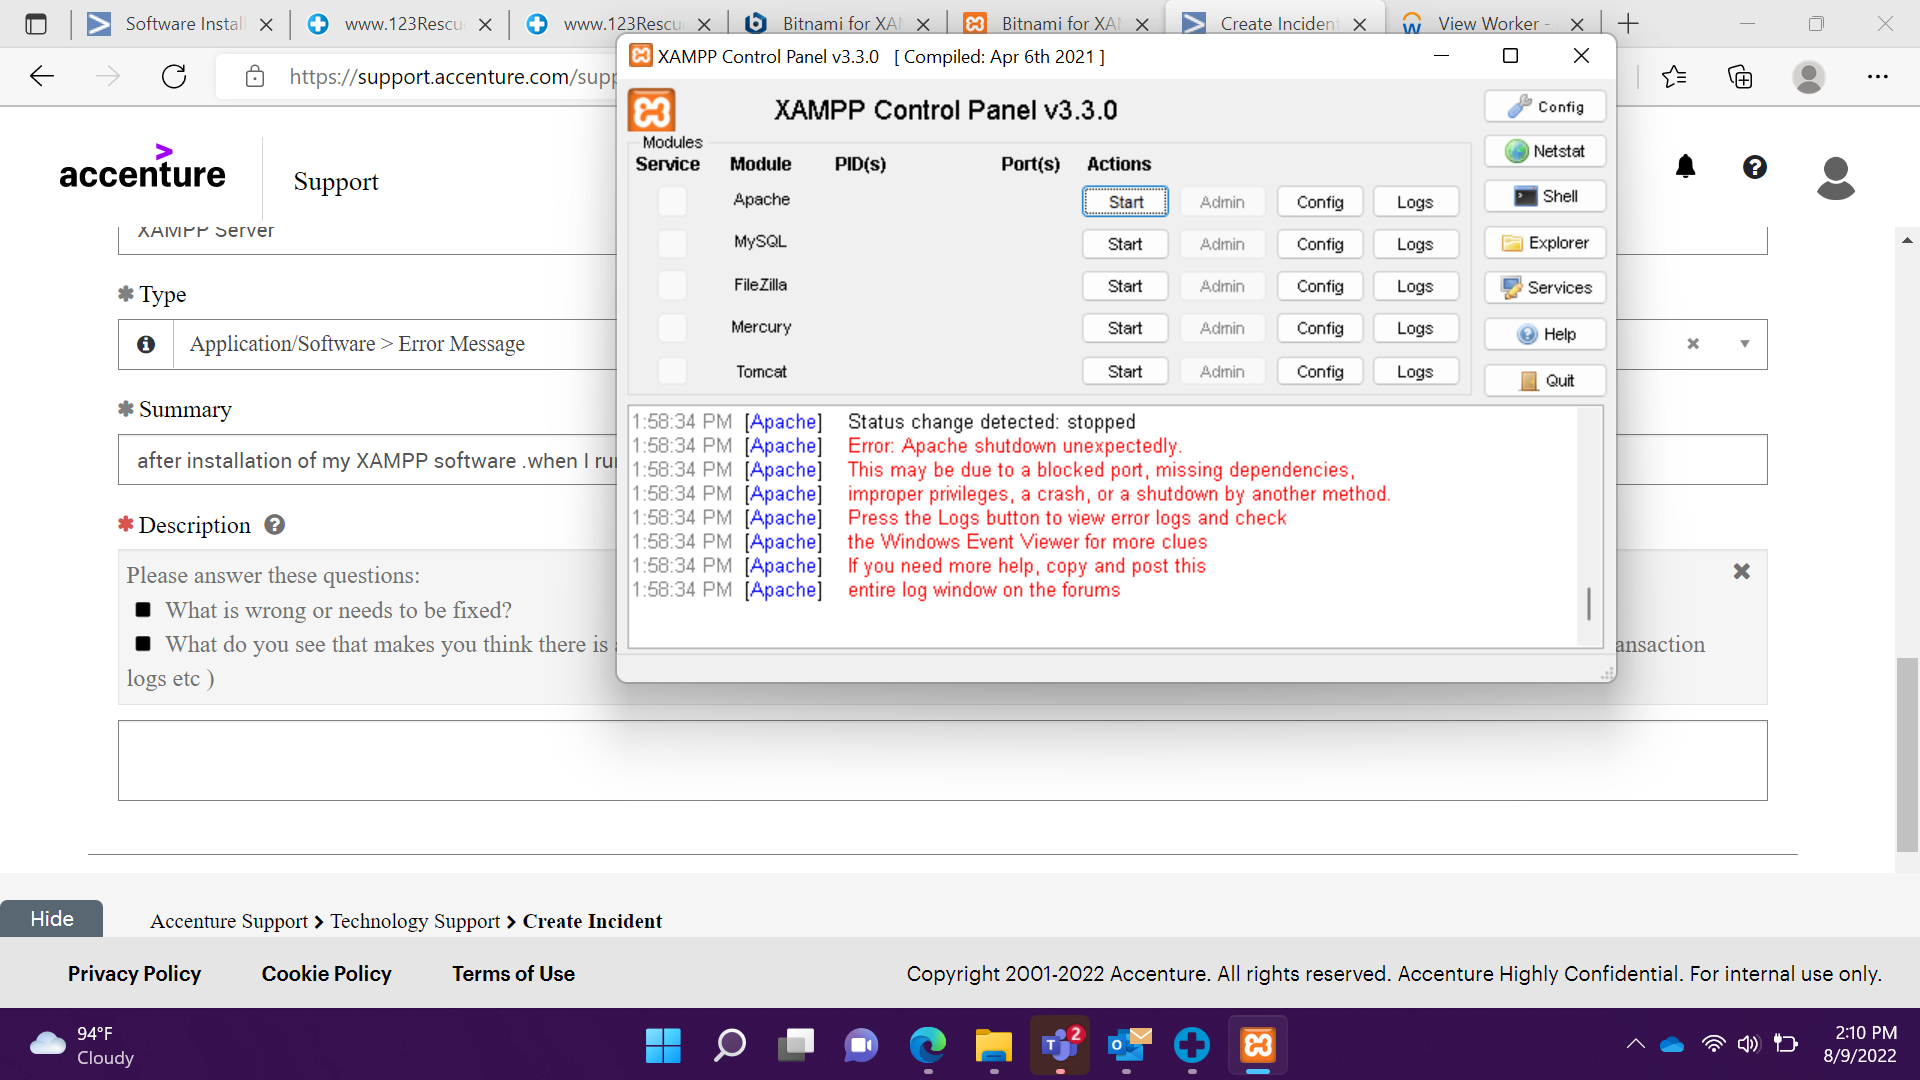 Software Instal
www.123Rescu
www.123Rescu
Bitnami for XAM
Bitnami for XAM
Create Incident
View Worker -
https://support.accenture.com/supp
accenture
Support
XAMPP Server
Type
Application/Software > Error Message
Summary
after installation of my XAMPP software .when I ru
Description
Please answer these questions:
What is wrong or needs to be fixed?
What do you see that makes you think there is
ansaction
logs etc )
XAMPP Control Panel v3.3.0 [ Compiled: Apr 6th 2021 ]
XAMPP Control Panel v3.3.0
Modules
Service Module PID(s) Port(s) Actions
Apache Start Admin Config Logs
MySQL Start Admin Config Logs
FileZilla Start Admin Config Logs
Mercury Start Admin Config Logs
Tomcat Start Admin Config Logs
Config
Netstat
Shell
Explorer
Services
Help
Quit
1:58:34 PM [Apache] Status change detected: stopped
1:58:34 PM [Apache] Error: Apache shutdown unexpectedly.
1:58:34 PM [Apache] This may be due to a blocked port, missing dependencies,
1:58:34 PM [Apache] improper privileges, a crash, or a shutdown by another method.
1:58:34 PM [Apache] Press the Logs button to view error logs and check
1:58:34 PM [Apache] the Windows Event Viewer for more clues
1:58:34 PM [Apache] If you need more help, copy and post this
1:58:34 PM [Apache] entire log window on the forums
Hide
Accenture Support > Technology Support > Create Incident
Privacy Policy Cookie Policy Terms of Use
Copyright 2001-2022 Accenture. All rights reserved. Accenture Highly Confidential. For internal use only.
94°F
Cloudy
2
2:10 PM
8/9/2022